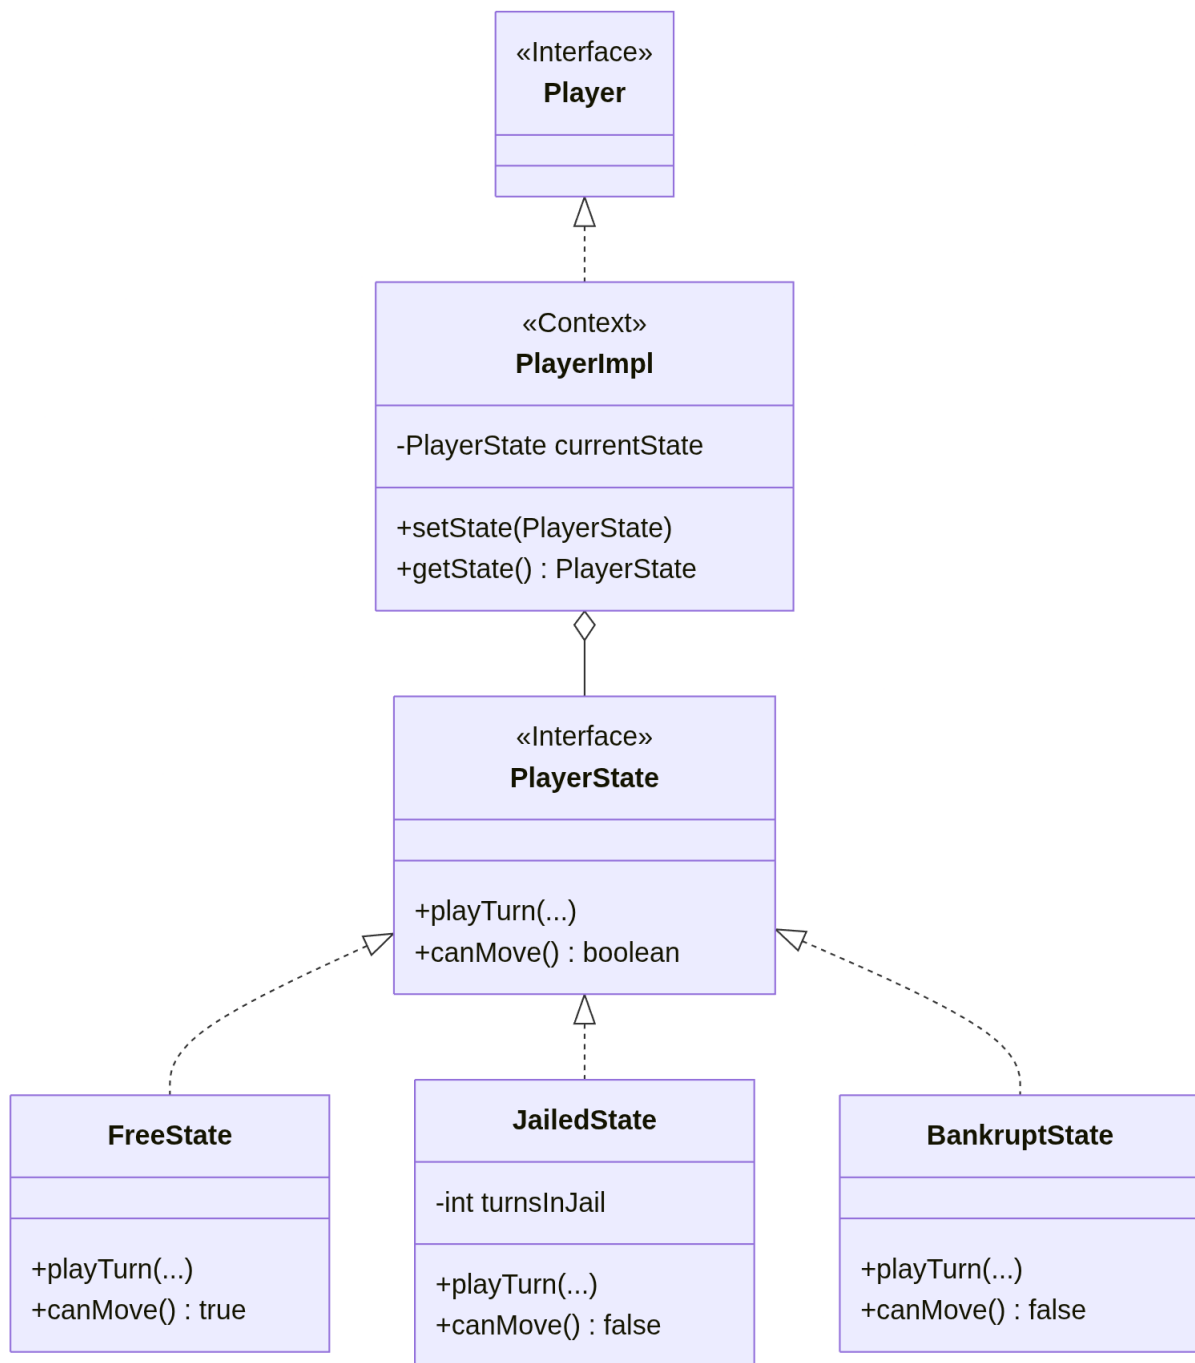 «Interface»
Player
«Context»
PlayerImpl
-PlayerState currentState
+setState(PlayerState)
+getState() : PlayerState
«Interface»
PlayerState
+playTurn(...)
+canMove() : boolean
FreeState
+playTurn(...)
+canMove() : true
JailedState
-int turnsInJail
+playTurn(...)
+canMove() : false
BankruptState
+playTurn(...)
+canMove() : false